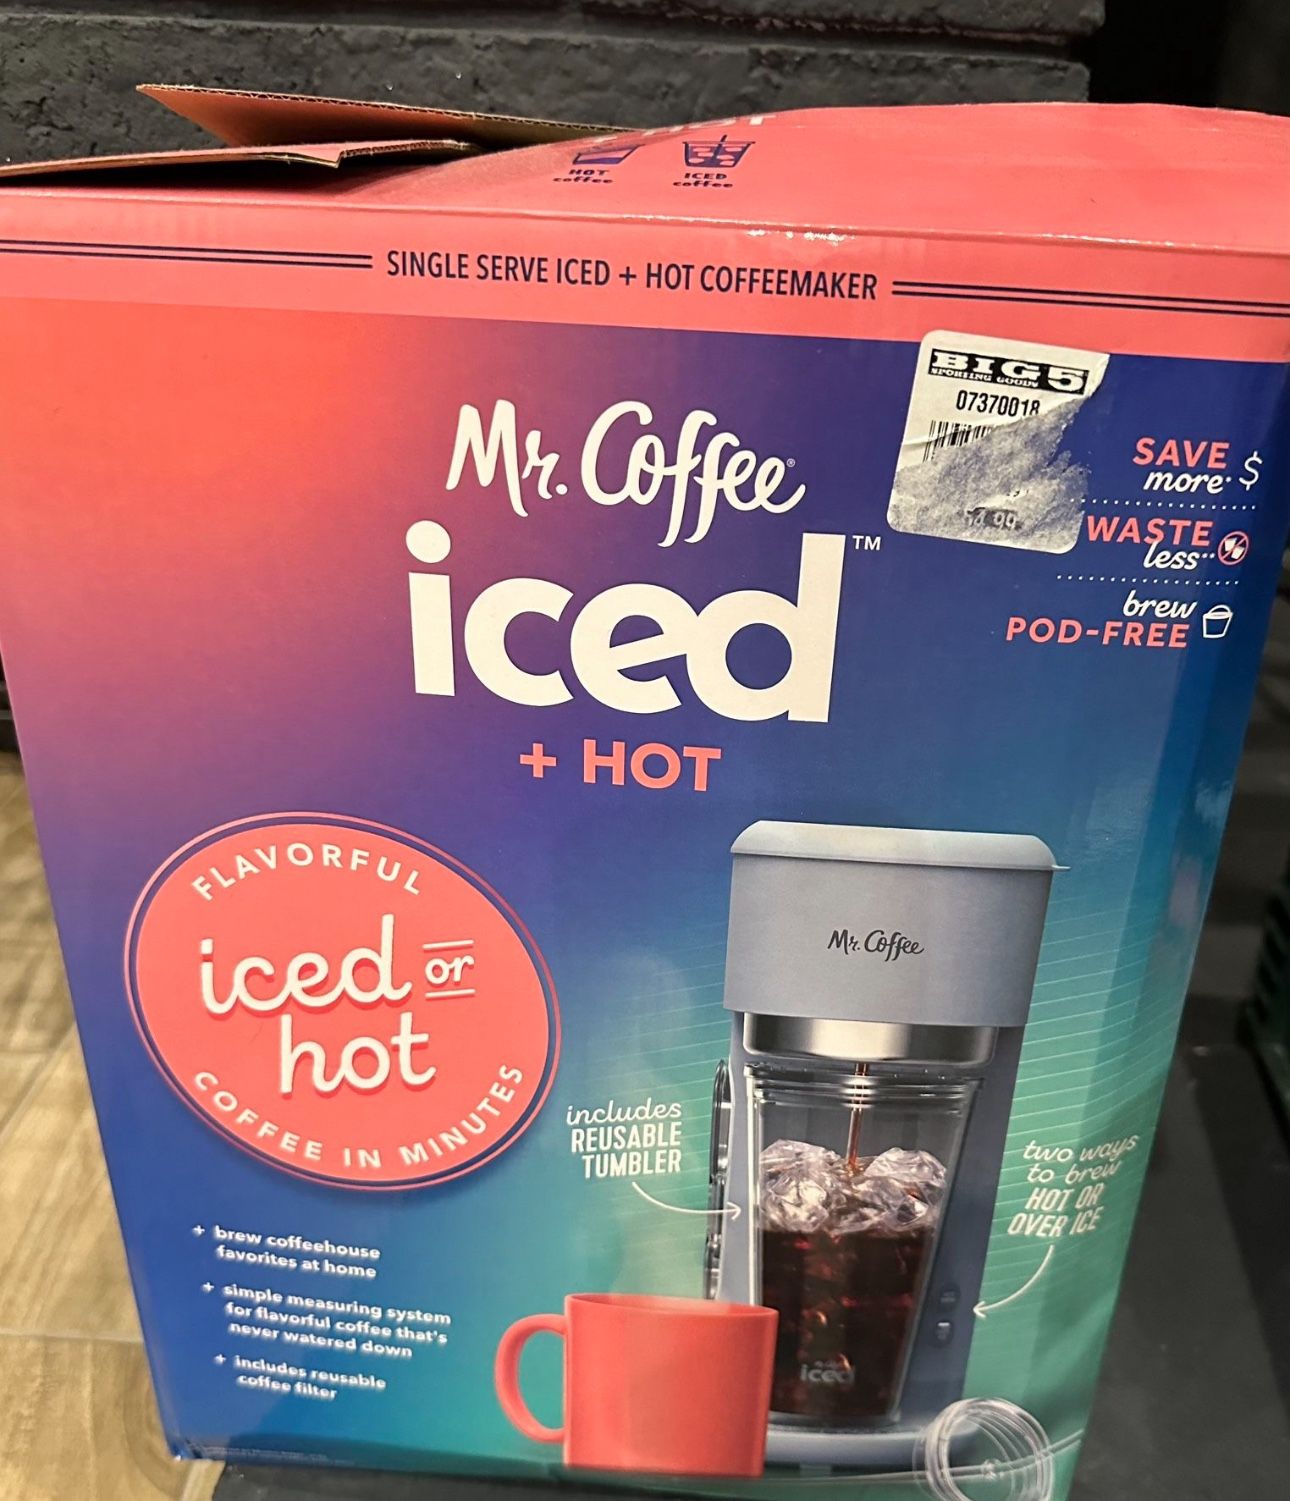 HOT
coffee
ICED
coffee
SINGLE SERVE ICED + HOT COFFEEMAKER
BIG 5
SPORTING GOODS
07370018
Mr. Coffee®
iced™
+ HOT
SAVE
more* $
WASTE
less**
brew
POD-FREE
FLAVORFUL
iced or
hot
COFFEE IN MINUTES
Mr. Coffee
includes
REUSABLE
TUMBLER
two ways
to brew
HOT OR
OVER ICE
+ brew coffeehouse
favorites at home
+ simple measuring system
for flavorful coffee that's
never watered down
+ includes reusable
coffee filter
iced